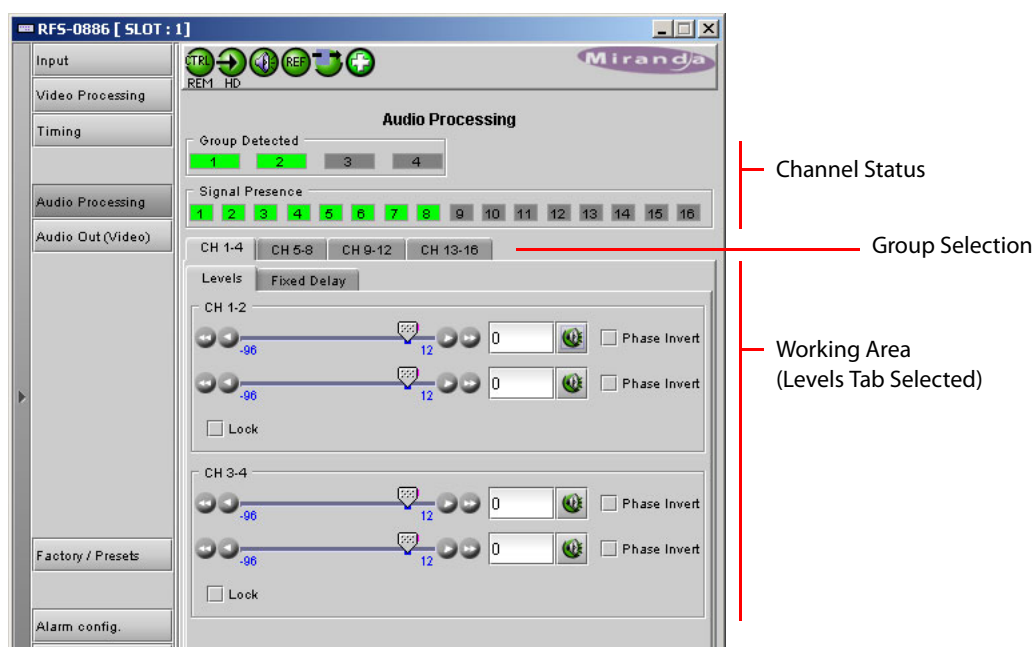 RFS-0886 [ SLOT : 1]
Input
Video Processing
Timing
Audio Processing
Audio Out (Video)
Factory / Presets
Alarm config.
CTRL REF
REM HD
Miranda
Audio Processing
Group Detected
1 2 3 4
Signal Presence
1 2 3 4 5 6 7 8 9 10 11 12 13 14 15 16
CH 1-4 CH 5-8 CH 9-12 CH 13-16
Levels Fixed Delay
CH 1-2
-96 12 0 Phase Invert
-96 12 0 Phase Invert
Lock
CH 3-4
-96 12 0 Phase Invert
-96 12 0 Phase Invert
Lock
Channel Status
Group Selection
Working Area
(Levels Tab Selected)